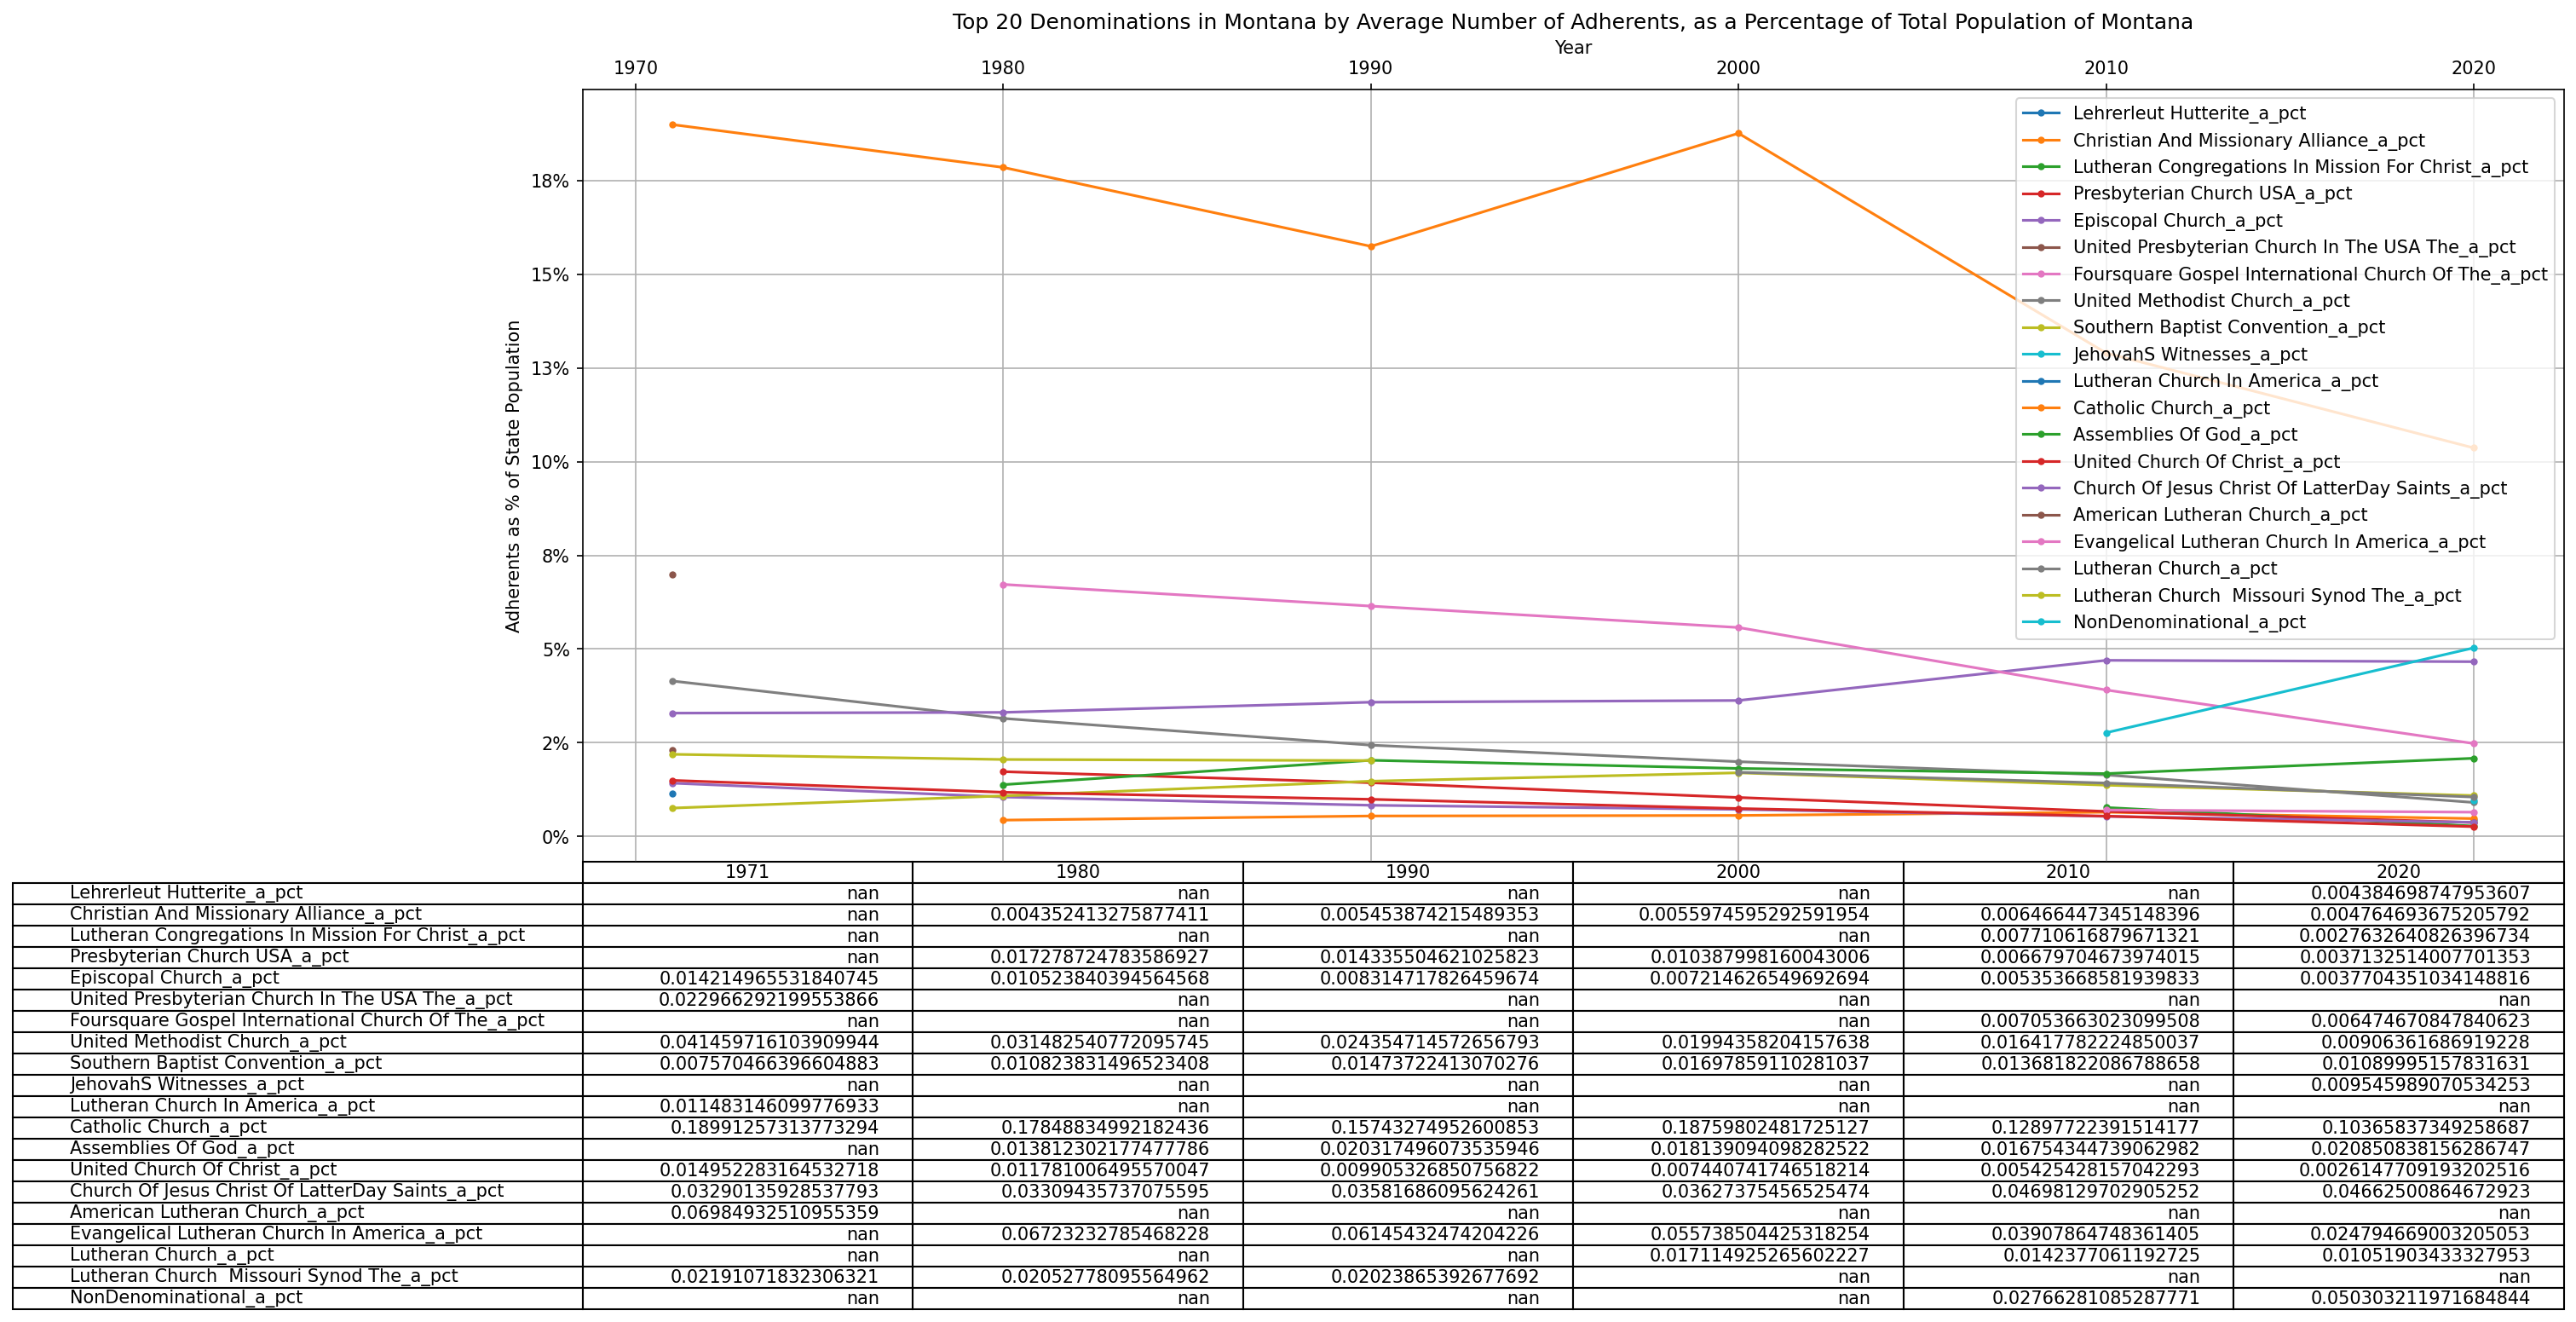 Top 20 Denominations in Montana by Average Number of Adherents, as a Percentage of Total Population of Montana
Year
1970 1980 1990 2000 2010 2020
Adherents as % of State Population
18%
15%
13%
10%
8%
5%
2%
0%
Lehrerleut Hutterite_a_pct
Christian And Missionary Alliance_a_pct
Lutheran Congregations In Mission For Christ_a_pct
Presbyterian Church USA_a_pct
Episcopal Church_a_pct
United Presbyterian Church In The USA The_a_pct
Foursquare Gospel International Church Of The_a_pct
United Methodist Church_a_pct
Southern Baptist Convention_a_pct
JehovahS Witnesses_a_pct
Lutheran Church In America_a_pct
Catholic Church_a_pct
Assemblies Of God_a_pct
United Church Of Christ_a_pct
Church Of Jesus Christ Of LatterDay Saints_a_pct
American Lutheran Church_a_pct
Evangelical Lutheran Church In America_a_pct
Lutheran Church_a_pct
Lutheran Church  Missouri Synod The_a_pct
NonDenominational_a_pct
1971 1980 1990 2000 2010 2020
Lehrerleut Hutterite_a_pct nan nan nan nan nan 0.004384698747953607
Christian And Missionary Alliance_a_pct nan 0.004352413275877411 0.005453874215489353 0.0055974595292591954 0.006466447345148396 0.004764693675205792
Lutheran Congregations In Mission For Christ_a_pct nan nan nan nan 0.007710616879671321 0.0027632640826396734
Presbyterian Church USA_a_pct nan 0.017278724783586927 0.014335504621025823 0.010387998160043006 0.006679704673974015 0.0037132514007701353
Episcopal Church_a_pct 0.014214965531840745 0.010523840394564568 0.008314717826459674 0.007214626549692694 0.005353668581939833 0.0037704351034148816
United Presbyterian Church In The USA The_a_pct 0.022966292199553866 nan nan nan nan nan
Foursquare Gospel International Church Of The_a_pct nan nan nan nan 0.007053663023099508 0.006474670847840623
United Methodist Church_a_pct 0.041459716103909944 0.031482540772095745 0.024354714572656793 0.01994358204157638 0.016417782224850037 0.00906361686919228
Southern Baptist Convention_a_pct 0.007570466396604883 0.010823831496523408 0.01473722413070276 0.01697859110281037 0.013681822086788658 0.01089995157831631
JehovahS Witnesses_a_pct nan nan nan nan nan 0.009545989070534253
Lutheran Church In America_a_pct 0.011483146099776933 nan nan nan nan nan
Catholic Church_a_pct 0.18991257313773294 0.17848834992182436 0.15743274952600853 0.18759802481725127 0.12897722391514177 0.10365837349258687
Assemblies Of God_a_pct nan 0.013812302177477786 0.020317496073535946 0.018139094098282522 0.016754344739062982 0.020850838156286747
United Church Of Christ_a_pct 0.014952283164532718 0.011781006495570047 0.009905326850756822 0.007440741746518214 0.005425428157042293 0.0026147709193202516
Church Of Jesus Christ Of LatterDay Saints_a_pct 0.03290135928537793 0.03309435737075595 0.03581686095624261 0.03627375456525474 0.04698129702905252 0.04662500864672923
American Lutheran Church_a_pct 0.06984932510955359 nan nan nan nan nan
Evangelical Lutheran Church In America_a_pct nan 0.06723232785468228 0.06145432474204226 0.055738504425318254 0.03907864748361405 0.024794669003205053
Lutheran Church_a_pct nan nan nan 0.017114925265602227 0.0142377061192725 0.01051903433327953
Lutheran Church  Missouri Synod The_a_pct 0.02191071832306321 0.02052778095564962 0.02023865392677692 nan nan nan
NonDenominational_a_pct nan nan nan nan 0.02766281085287771 0.050303211971684844